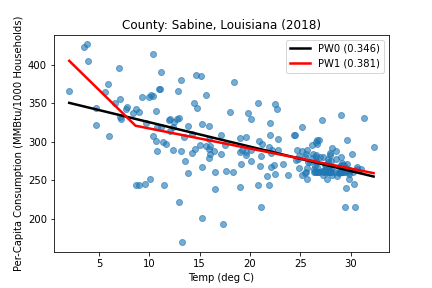 County: Sabine, Louisiana (2018)
PW0 (0.346)
PW1 (0.381)
Per-Capita Consumption (MMBtu/1000 Households)
400
350
300
250
200
5 10 15 20 25 30
Temp (deg C)